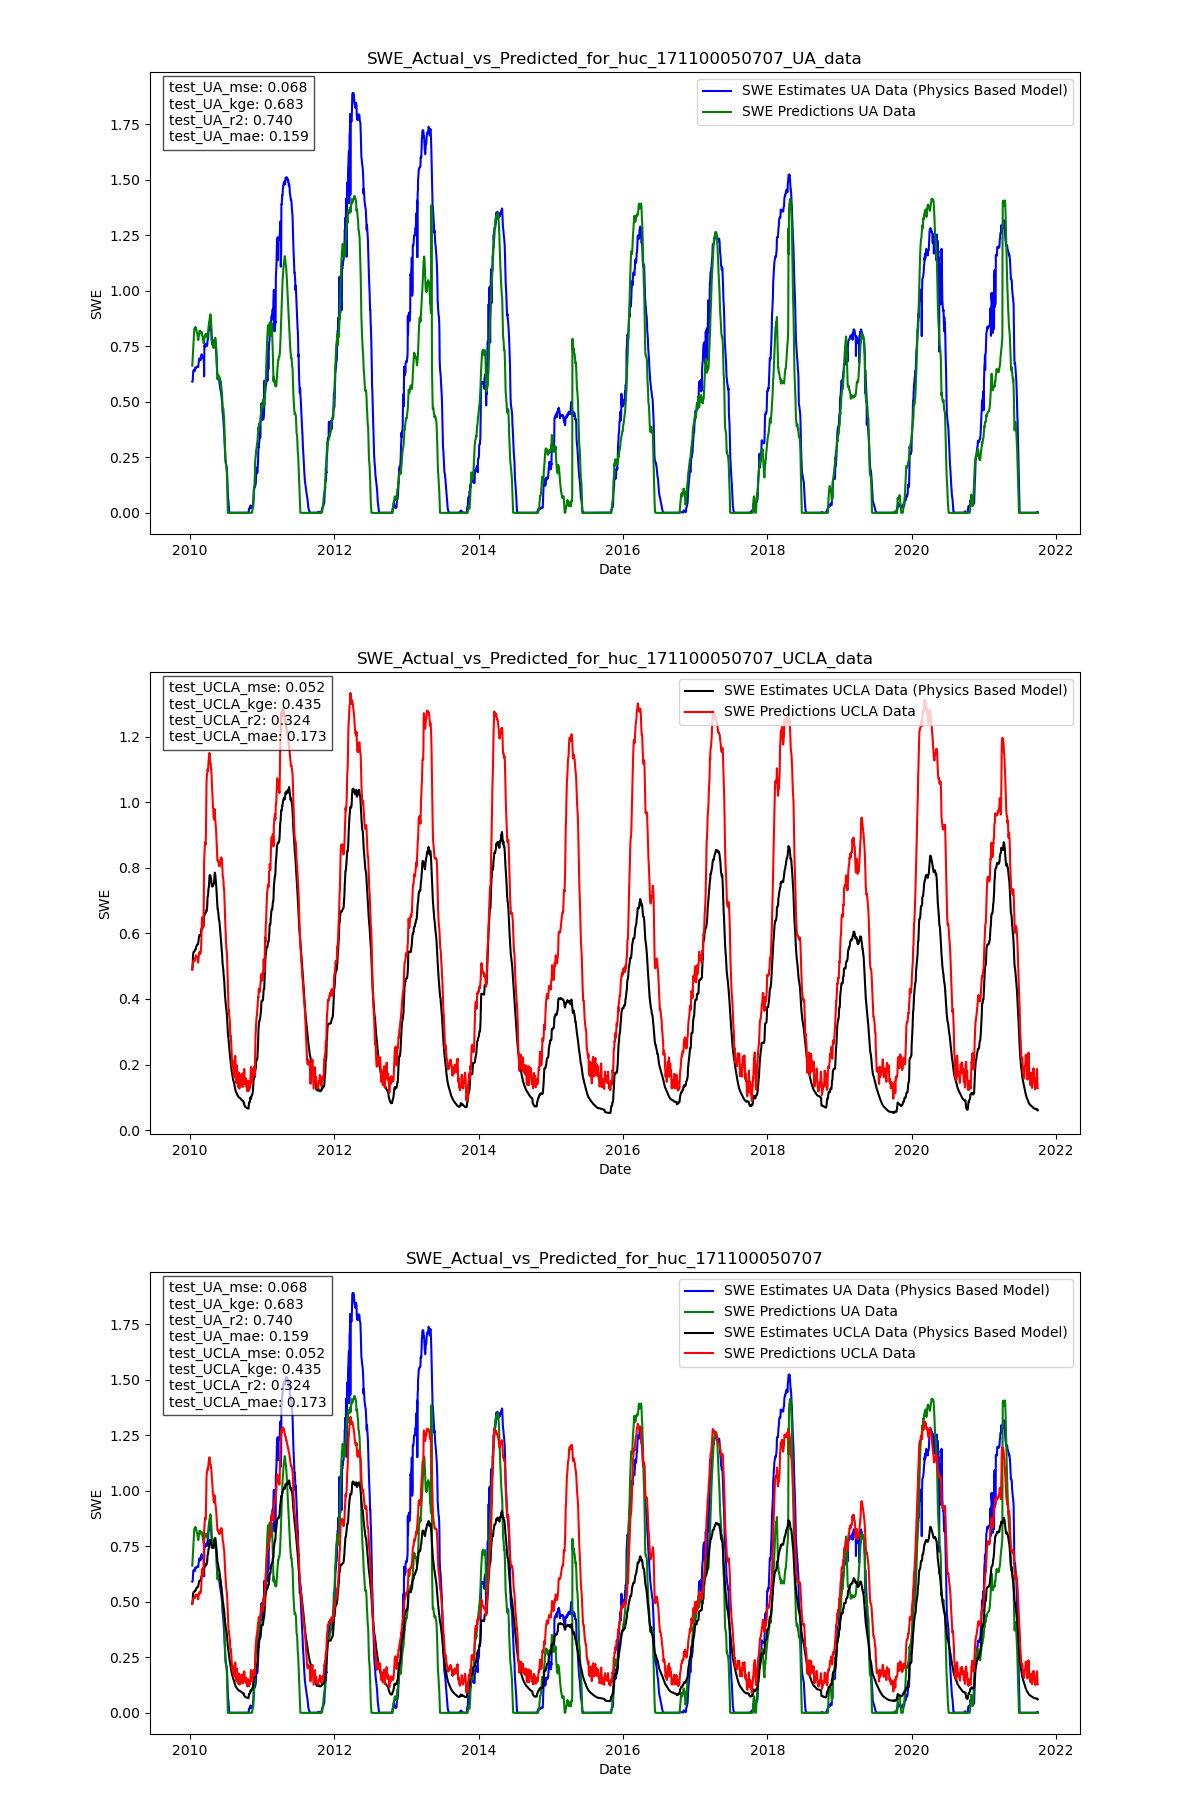 SWE_Actual_vs_Predicted_for_huc_171100050707_UA_data
test_UA_mse: 0.068
test_UA_kge: 0.683
test_UA_r2: 0.740
test_UA_mae: 0.159
SWE Estimates UA Data (Physics Based Model)
SWE Predictions UA Data
1.75
1.50
1.25
1.00
0.75
0.50
0.25
0.00
SWE
2010 2012 2014 2016 2018 2020 2022
Date
SWE_Actual_vs_Predicted_for_huc_171100050707_UCLA_data
test_UCLA_mse: 0.052
test_UCLA_kge: 0.435
test_UCLA_r2: 0.324
test_UCLA_mae: 0.173
SWE Estimates UCLA Data (Physics Based Model)
SWE Predictions UCLA Data
1.2
1.0
0.8
0.6
0.4
0.2
0.0
SWE
2010 2012 2014 2016 2018 2020 2022
Date
SWE_Actual_vs_Predicted_for_huc_171100050707
test_UA_mse: 0.068
test_UA_kge: 0.683
test_UA_r2: 0.740
test_UA_mae: 0.159
test_UCLA_mse: 0.052
test_UCLA_kge: 0.435
test_UCLA_r2: 0.324
test_UCLA_mae: 0.173
SWE Estimates UA Data (Physics Based Model)
SWE Predictions UA Data
SWE Estimates UCLA Data (Physics Based Model)
SWE Predictions UCLA Data
1.75
1.50
1.25
1.00
0.75
0.50
0.25
0.00
SWE
2010 2012 2014 2016 2018 2020 2022
Date